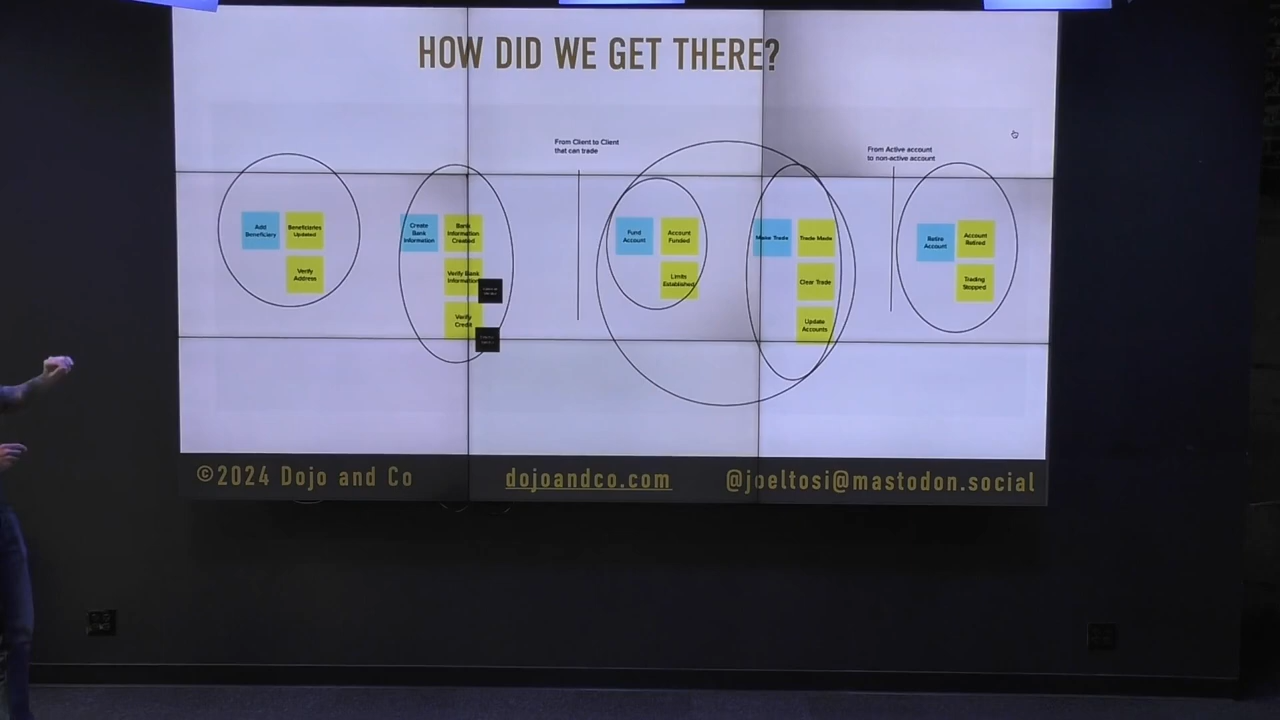 HOW DID WE GET THERE?
From Client to Client
that can trade
From Active account
to non-active account
Add
Beneficiary
Beneficiaries
Updated
Verify
Address
Create
Bank
Information
Bank
Information
Created
Verify Bank
Information
Verify
Credit
Fund
Account
Account
Funded
Limits
Established
Make Trade
Trade Made
Clear Trade
Update
Accounts
Retire
Account
Account
Retired
Trading
Stopped
©2024 Dojo and Co
dojoandco.com
@joeltosi@mastodon.social